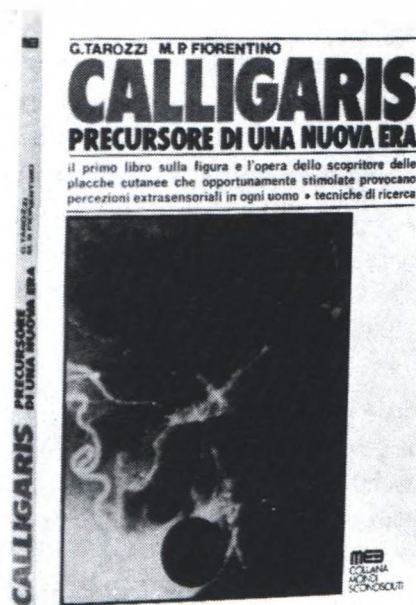 G.TAROZZI M.P. FIORENTINO
CALLIGARIS
PRECURSORE DI UNA NUOVA ERA
il primo libro sulla figura e l'opera dello scopritore delle
placche cutanee che opportunamente stimolate provocano
percezioni extrasensoriali in ogni uomo • tecniche di ricerca
MEB
COLLANA
MONDI
SCONOSCIUTI
CALLIGARIS
PRECURSORE
DI UNA NUOVA ERA
G. TAROZZI
M. P. FIORENTINO